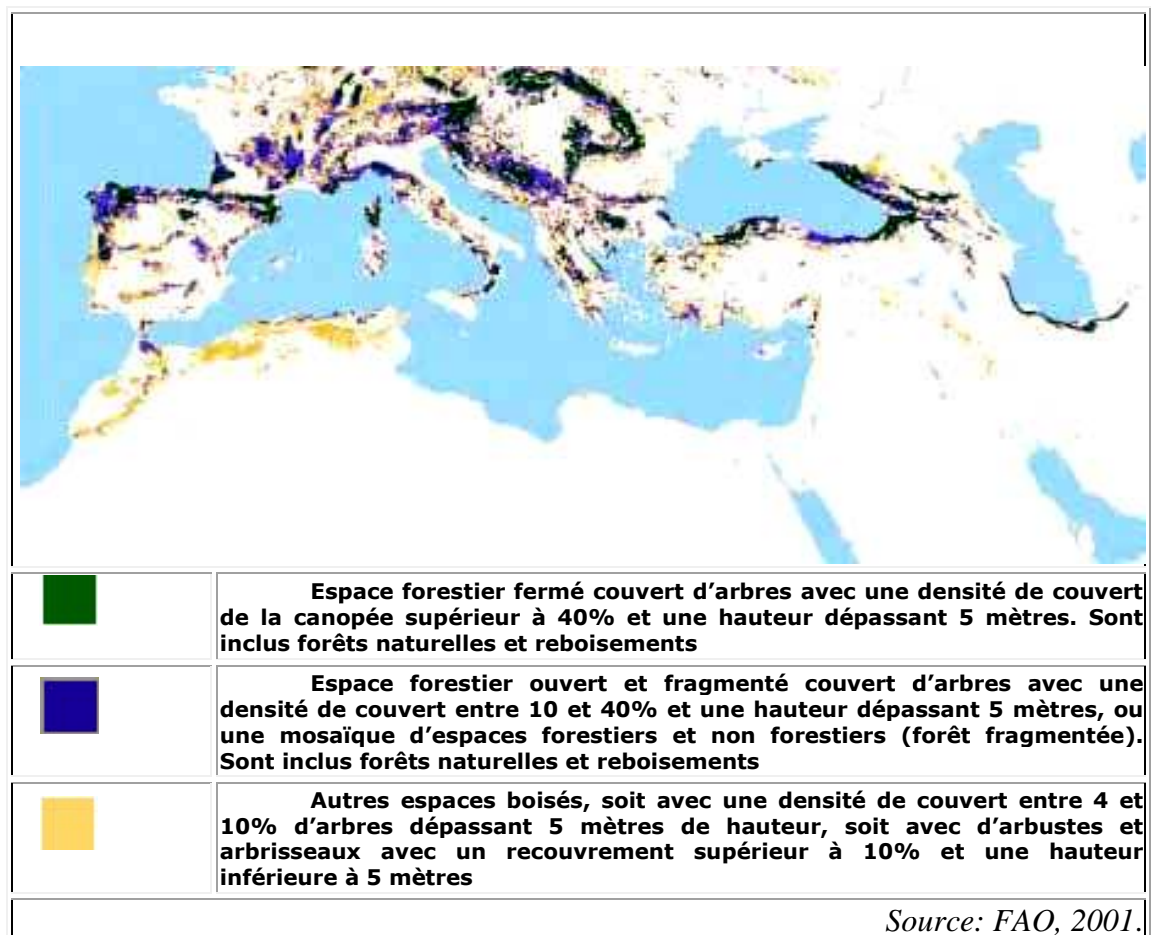 Espace forestier fermé couvert d’arbres avec une densité de couvert
de la canopée supérieur à 40% et une hauteur dépassant 5 mètres. Sont
inclus forêts naturelles et reboisements
Espace forestier ouvert et fragmenté couvert d’arbres avec une
densité de couvert entre 10 et 40% et une hauteur dépassant 5 mètres, ou
une mosaïque d’espaces forestiers et non forestiers (forêt fragmentée).
Sont inclus forêts naturelles et reboisements
Autres espaces boisés, soit avec une densité de couvert entre 4 et
10% d’arbres dépassant 5 mètres de hauteur, soit avec d’arbustes et
arbrisseaux avec un recouvrement supérieur à 10% et une hauteur
inférieure à 5 mètres
Source: FAO, 2001.